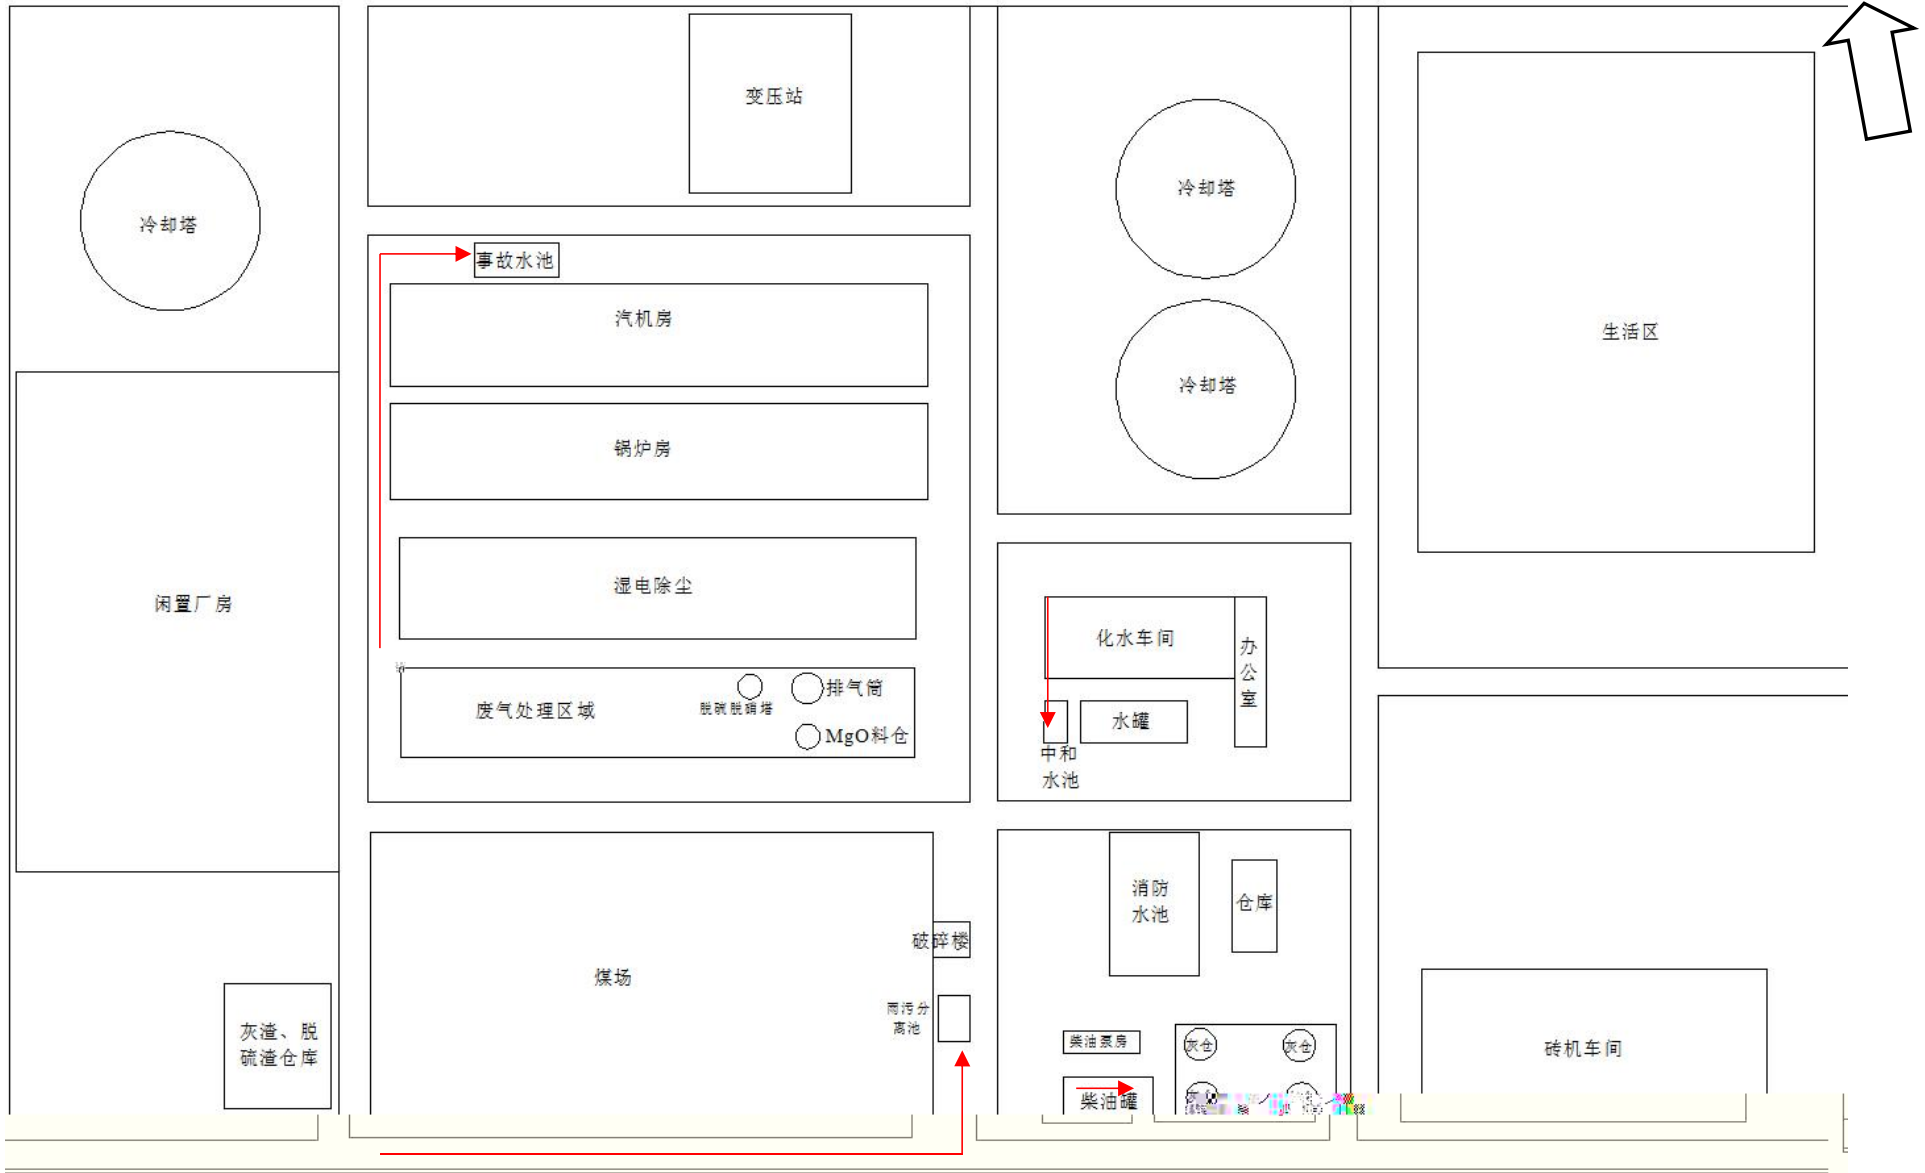 变压站
冷却塔
冷却塔
事故水池
汽机房
生活区
冷却塔
锅炉房
湿电除尘
闲置厂房
化水车间
办
公
室
排气筒
脱硫脱硝塔
废气处理区域
水罐
MgO料仓
中和
水池
消防
水池
仓库
破碎楼
煤场
雨污分
离池
灰渣、脱
硫渣仓库
柴油泵房
灰仓
灰仓
砖机车间
柴油罐